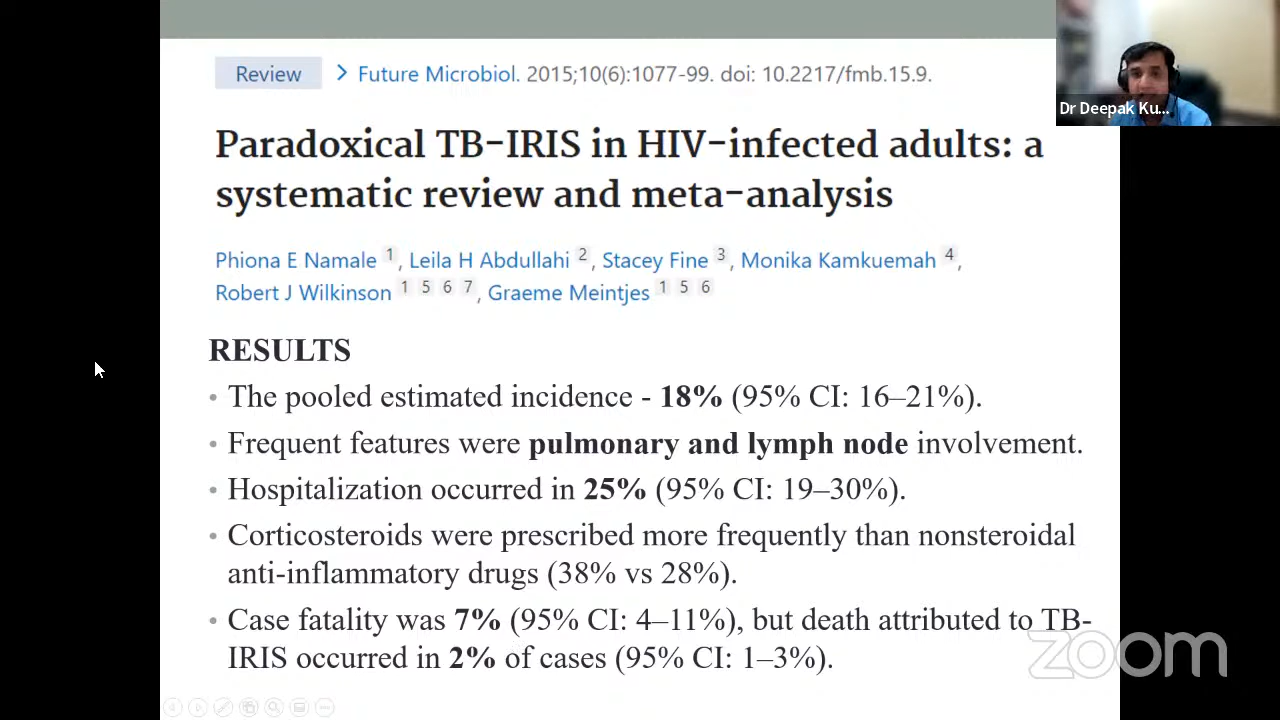 Review > Future Microbiol. 2015;10(6):1077-99. doi: 10.2217/fmb.15.9.
Dr Deepak Ku...
Paradoxical TB-IRIS in HIV-infected adults: a
systematic review and meta-analysis
Phiona E Namale 1, Leila H Abdullahi 2, Stacey Fine 3, Monika Kamkuemah 4,
Robert J Wilkinson 1 5 6 7, Graeme Meintjes 1 5 6
RESULTS
• The pooled estimated incidence - 18% (95% CI: 16–21%).
• Frequent features were pulmonary and lymph node involvement.
• Hospitalization occurred in 25% (95% CI: 19–30%).
• Corticosteroids were prescribed more frequently than nonsteroidal
anti-inflammatory drugs (38% vs 28%).
• Case fatality was 7% (95% CI: 4–11%), but death attributed to TB-
IRIS occurred in 2% of cases (95% CI: 1–3%).
zoom